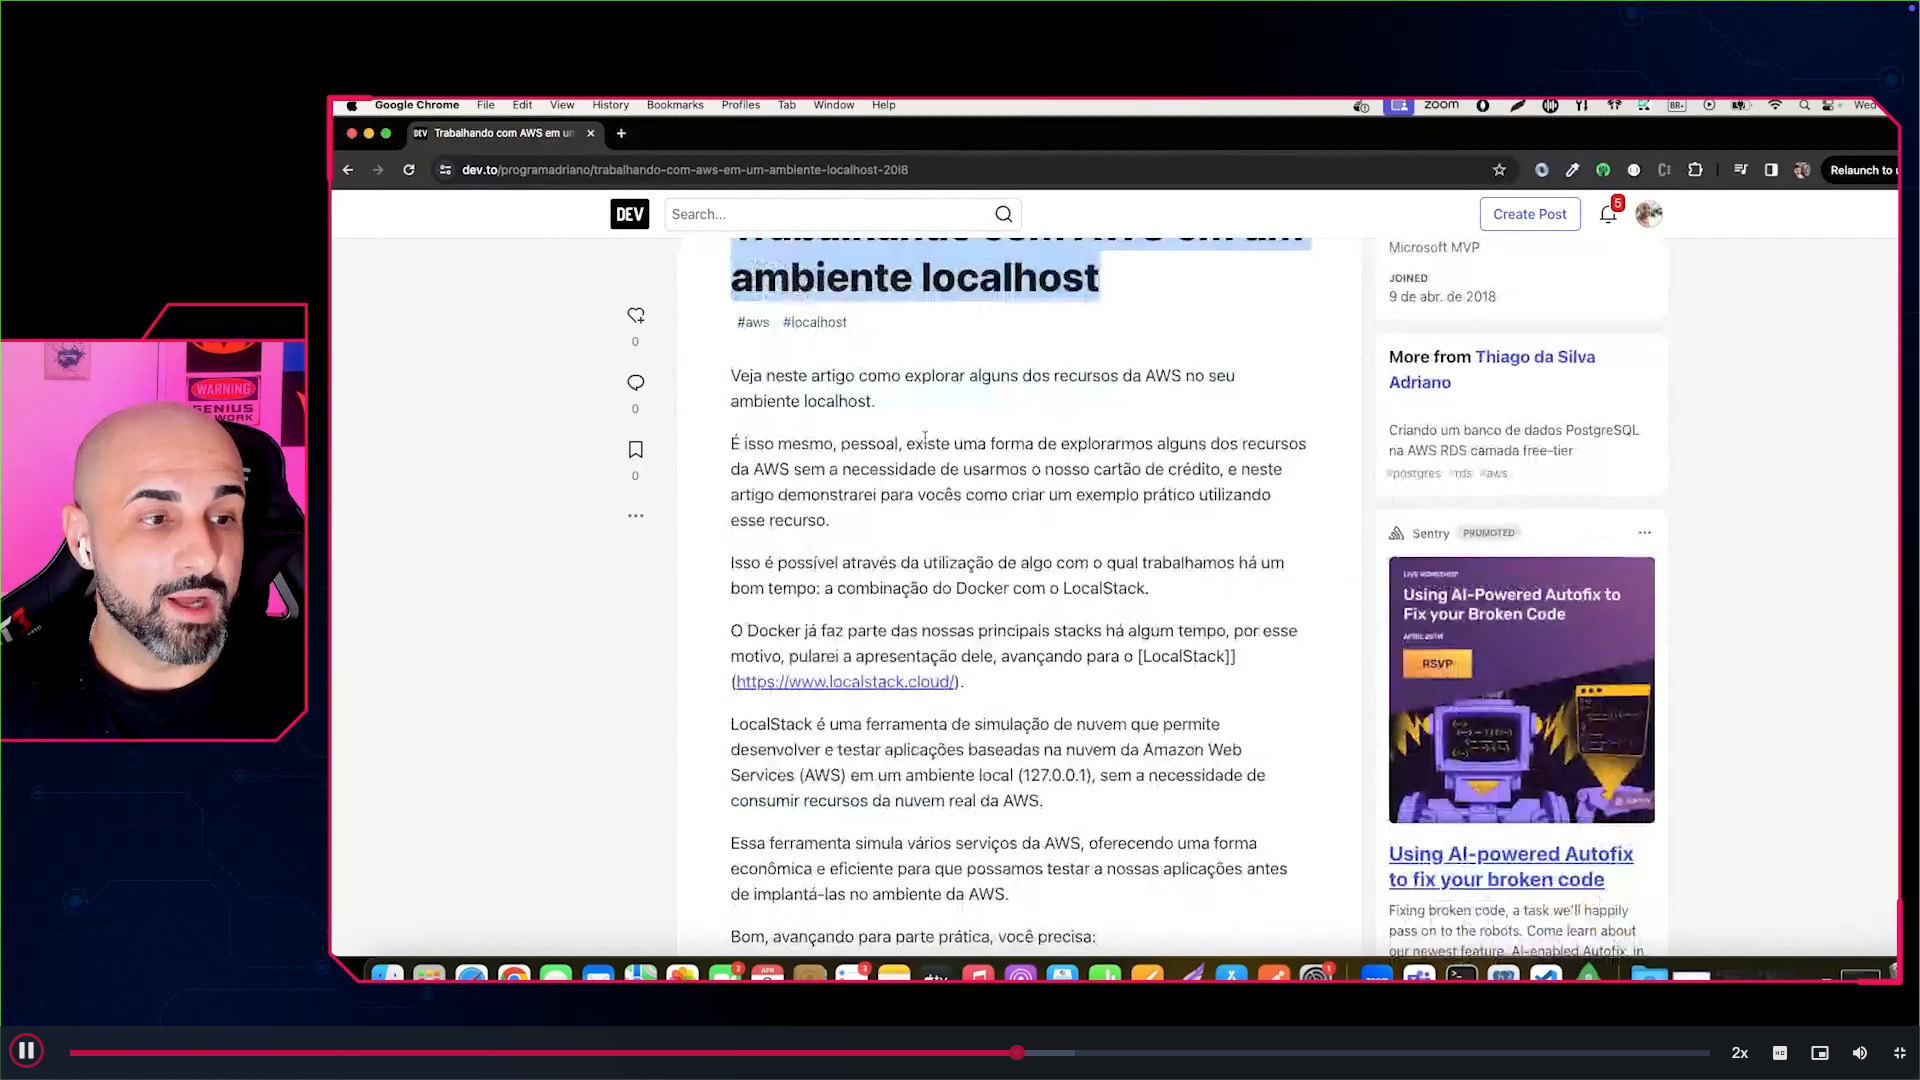 Google Chrome File Edit View History Bookmarks Profiles Tab Window Help
zoom
Wed
DEV Trabalhando com AWS em un
dev.to/programadriano/trabalhando-com-aws-em-um-ambiente-localhost-20i8
Relaunch to u
DEV
Search...
Create Post
5
Trabalhando com AWS em um
ambiente localhost
#aws #localhost
0
0
0
Veja neste artigo como explorar alguns dos recursos da AWS no seu
ambiente localhost.
É isso mesmo, pessoal, existe uma forma de explorarmos alguns dos recursos
da AWS sem a necessidade de usarmos o nosso cartão de crédito, e neste
artigo demonstrarei para vocês como criar um exemplo prático utilizando
esse recurso.
Isso é possível através da utilização de algo com o qual trabalhamos há um
bom tempo: a combinação do Docker com o LocalStack.
O Docker já faz parte das nossas principais stacks há algum tempo, por esse
motivo, pularei a apresentação dele, avançando para o [LocalStack]]
(https://www.localstack.cloud/).
LocalStack é uma ferramenta de simulação de nuvem que permite
desenvolver e testar aplicações baseadas na nuvem da Amazon Web
Services (AWS) em um ambiente local (127.0.0.1), sem a necessidade de
consumir recursos da nuvem real da AWS.
Essa ferramenta simula vários serviços da AWS, oferecendo uma forma
econômica e eficiente para que possamos testar a nossas aplicações antes
de implantá-las no ambiente da AWS.
Bom, avançando para parte prática, você precisa:
Microsoft MVP
JOINED
9 de abr. de 2018
More from Thiago da Silva
Adriano
Criando um banco de dados PostgreSQL
na AWS RDS camada free-tier
#postgres #rds #aws
Sentry PROMOTED
LIVE WORKSHOP
Using AI-Powered Autofix to
Fix your Broken Code
RSVP
Using AI-powered Autofix
to fix your broken code
Fixing broken code, a task we'll happily
pass on to the robots. Come learn about
our newest feature, AI-enabled Autofix, in
WARNING
GENIUS
WORK
2x